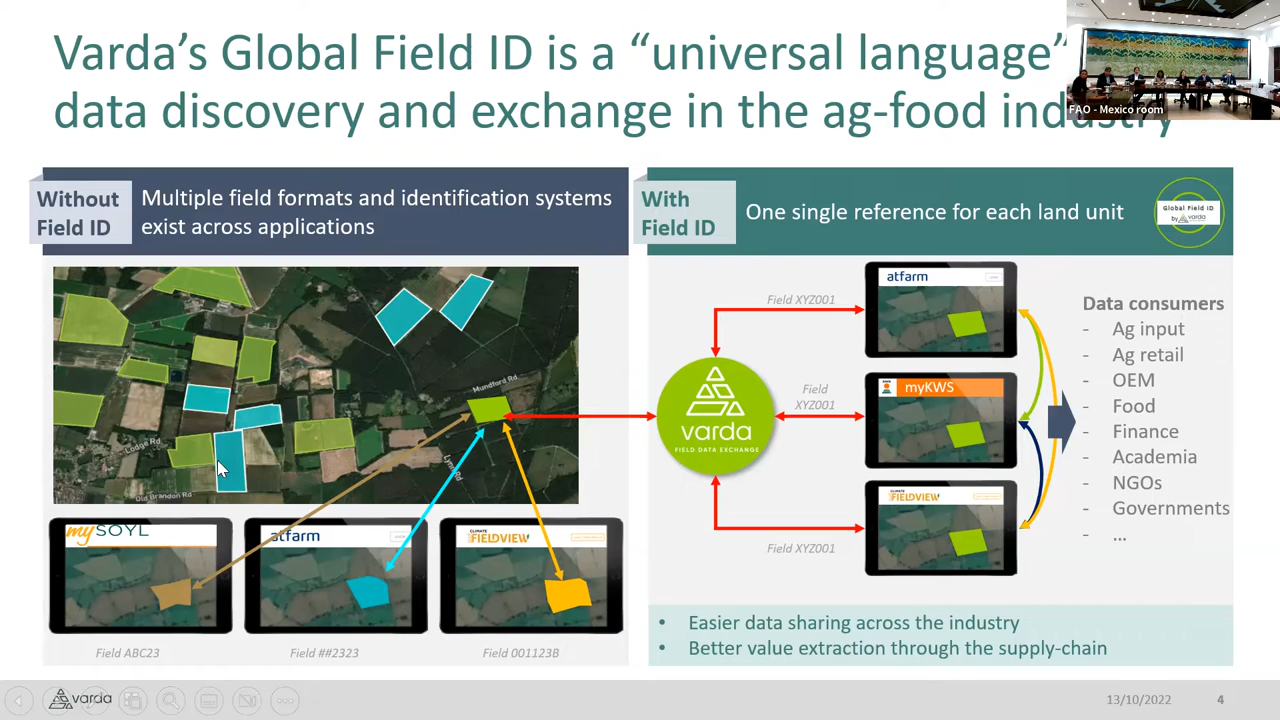 Varda's Global Field ID is a “universal language”
data discovery and exchange in the ag-food industry
FAO - Mexico room
Without
Field ID
Multiple field formats and identification systems
exist across applications
With
Field ID
One single reference for each land unit
Global Field ID
by varda
Mundford Rd
Lodge Rd
Lynn Rd
Old Brandon Rd
mySOYL
atfarm
CLIMATE
FIELDVIEW
Field ABC23
Field ##2323
Field 001123B
varda
FIELD DATA EXCHANGE
Field XYZ001
Field
XYZ001
Field XYZ001
atfarm
myKWS
CLIMATE
FIELDVIEW
Data consumers
- Ag input
- Ag retail
- OEM
- Food
- Finance
- Academia
- NGOs
- Governments
- ...
• Easier data sharing across the industry
• Better value extraction through the supply-chain
varda
13/10/2022
4